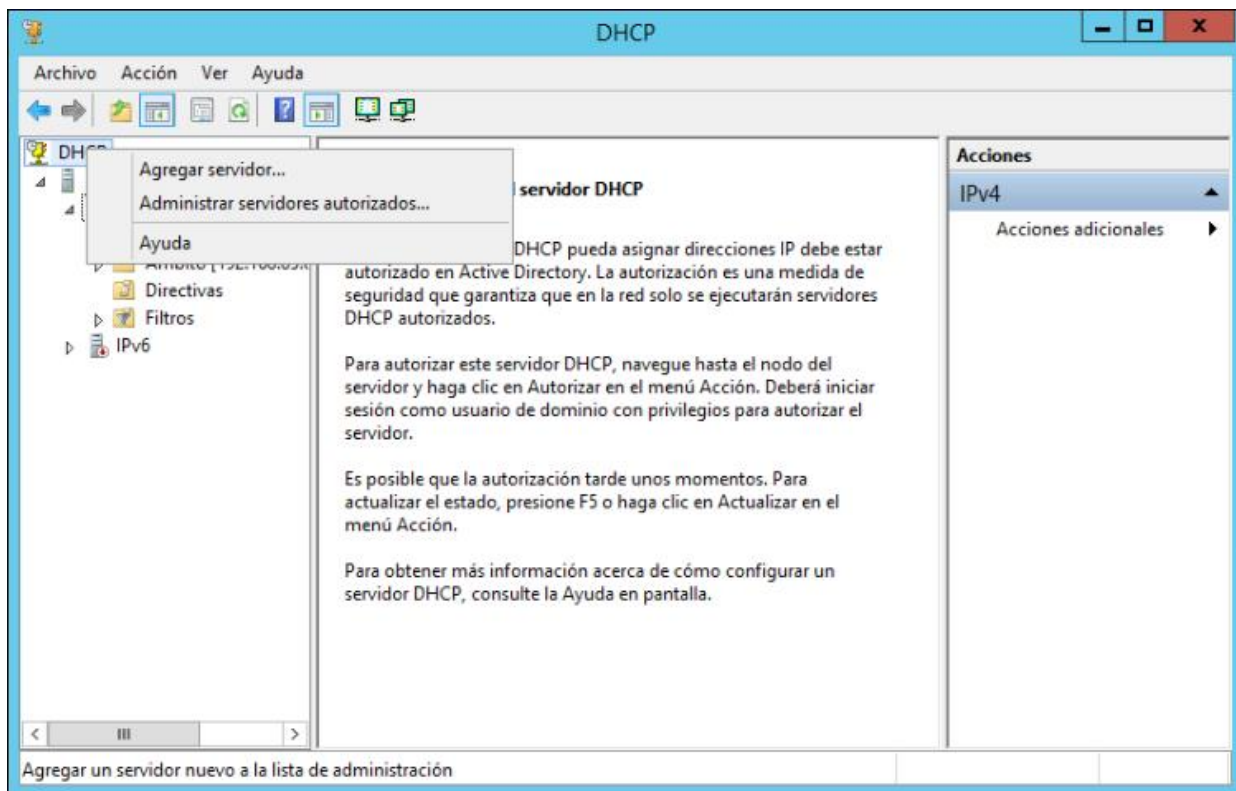 DHCP
Archivo Acción Ver Ayuda
DHCP
Agregar servidor...
Administrar servidores autorizados...
Ayuda
Directivas
Filtros
IPv6
servidor DHCP
DHCP pueda asignar direcciones IP debe estar
autorizado en Active Directory. La autorización es una medida de
seguridad que garantiza que en la red solo se ejecutarán servidores
DHCP autorizados.
Para autorizar este servidor DHCP, navegue hasta el nodo del
servidor y haga clic en Autorizar en el menú Acción. Deberá iniciar
sesión como usuario de dominio con privilegios para autorizar el
servidor.
Es posible que la autorización tarde unos momentos. Para
actualizar el estado, presione F5 o haga clic en Actualizar en el
menú Acción.
Para obtener más información acerca de cómo configurar un
servidor DHCP, consulte la Ayuda en pantalla.
Acciones
IPv4
Acciones adicionales
Agregar un servidor nuevo a la lista de administración